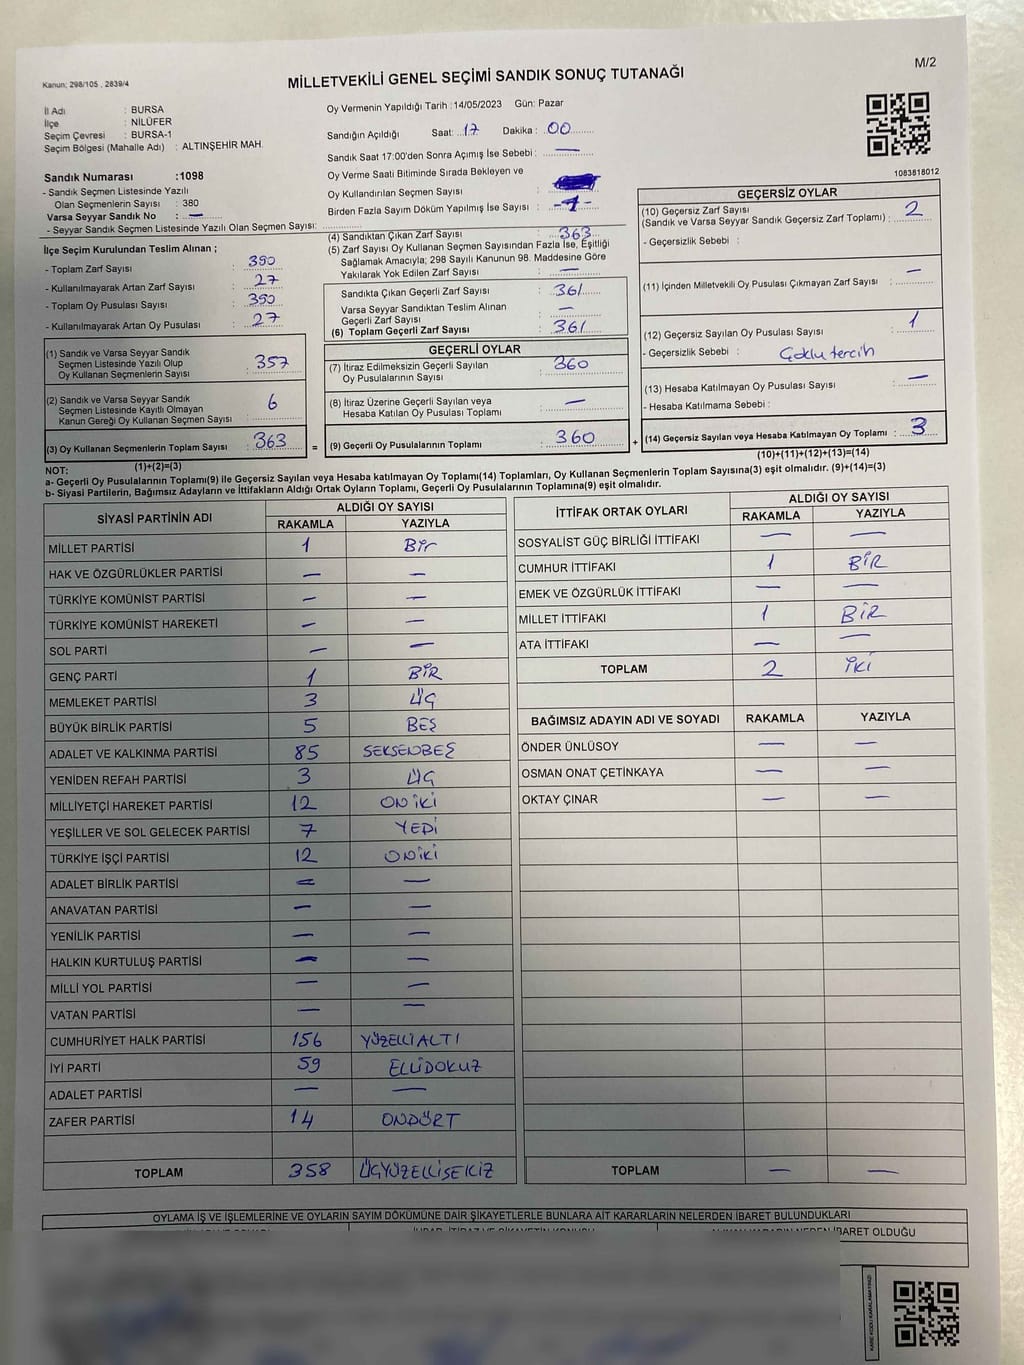 M/2
Kanun; 298/105 , 2839/4
MİLLETVEKİLİ GENEL SEÇİMİ SANDIK SONUÇ TUTANAĞI
İl Adı : BURSA
İlçe : NİLÜFER
Seçim Çevresi : BURSA-1
Seçim Bölgesi (Mahalle Adı) : ALTINŞEHİR MAH.
Sandık Numarası :1098
- Sandık Seçmen Listesinde Yazılı
Olan Seçmenlerin Sayısı : 380
Varsa Seyyar Sandık No : —
- Seyyar Sandık Seçmen Listesinde Yazılı Olan Seçmen Sayısı:
Oy Vermenin Yapıldığı Tarih :14/05/2023 Gün: Pazar
Sandığın Açıldığı Saat: 17 Dakika : 00
Sandık Saat 17:00'den Sonra Açımış İse Sebebi : —
Oy Verme Saati Bitiminde Sırada Bekleyen ve
Oy Kullandırılan Seçmen Sayısı :
Birden Fazla Sayım Döküm Yapılmış İse Sayısı : -1-
1083818012
İlçe Seçim Kurulundan Teslim Alınan ;
- Toplam Zarf Sayısı : 390
- Kullanılmayarak Artan Zarf Sayısı : 27
- Toplam Oy Pusulası Sayısı : 390
- Kullanılmayarak Artan Oy Pusulası : 27
(1) Sandık ve Varsa Seyyar Sandık
Seçmen Listesinde Yazılı Olup
Oy Kullanan Seçmenlerin Sayısı : 357
(2) Sandık ve Varsa Seyyar Sandık
Seçmen Listesinde Kayıtlı Olmayan
Kanun Gereği Oy Kullanan Seçmen Sayısı : 6
(3) Oy Kullanan Seçmenlerin Toplam Sayısı : 363
(1)+(2)=(3)
(4) Sandıktan Çıkan Zarf Sayısı : 363
(5) Zarf Sayısı Oy Kullanan Seçmen Sayısından Fazla İse, Eşitliği
Sağlamak Amacıyla; 298 Sayılı Kanunun 98. Maddesine Göre
Yakılarak Yok Edilen Zarf Sayısı : —
Sandıkta Çıkan Geçerli Zarf Sayısı : 361
Varsa Seyyar Sandıktan Teslim Alınan
Geçerli Zarf Sayısı : —
(6) Toplam Geçerli Zarf Sayısı : 361
GEÇERLİ OYLAR
(7) İtiraz Edilmeksizin Geçerli Sayılan
Oy Pusulalarının Sayısı : 360
(8) İtiraz Üzerine Geçerli Sayılan veya
Hesaba Katılan Oy Pusulası Toplamı : —
= (9) Geçerli Oy Pusulalarının Toplamı : 360 +
GEÇERSİZ OYLAR
(10) Geçersiz Zarf Sayısı
(Sandık ve Varsa Seyyar Sandık Geçersiz Zarf Toplamı) : 2
- Geçersizlik Sebebi :
(11) İçinden Milletvekili Oy Pusulası Çıkmayan Zarf Sayısı : —
(12) Geçersiz Sayılan Oy Pusulası Sayısı : 1
- Geçersizlik Sebebi : Çoklu tercih
(13) Hesaba Katılmayan Oy Pusulası Sayısı : —
- Hesaba Katılmama Sebebi :
(14) Geçersiz Sayılan veya Hesaba Katılmayan Oy Toplamı : 3
(10)+(11)+(12)+(13)=(14)
NOT:
a- Geçerli Oy Pusulasının Toplamı(9) ile Geçersiz Sayılan veya Hesaba katılmayan Oy Toplamı(14) Toplamları, Oy Kullanan Seçmenlerin Toplam Sayısına(3) eşit olmalıdır. (9)+(14)=(3)
b- Siyasi Partilerin, Bağımsız Adayların ve İttifakların Aldığı Ortak Oyların Toplamı, Geçerli Oy Pusulalarının Toplamına(9) eşit olmalıdır.
SİYASİ PARTİNİN ADI ALDIĞI OY SAYISI
RAKAMLA YAZIYLA
MİLLET PARTİSİ 1 Bir
HAK VE ÖZGÜRLÜKLER PARTİSİ — —
TÜRKİYE KOMÜNİST PARTİSİ — —
TÜRKİYE KOMÜNİST HAREKETİ — —
SOL PARTİ — —
GENÇ PARTİ 1 BİR
MEMLEKET PARTİSİ 3 ÜÇ
BÜYÜK BİRLİK PARTİSİ 5 BEŞ
ADALET VE KALKINMA PARTİSİ 85 SEKSENBEŞ
YENİDEN REFAH PARTİSİ 3 ÜÇ
MİLLİYETÇİ HAREKET PARTİSİ 12 ONİKİ
YEŞİLLER VE SOL GELECEK PARTİSİ 7 YEDİ
TÜRKİYE İŞÇİ PARTİSİ 12 ONİKİ
ADALET BİRLİK PARTİSİ — —
ANAVATAN PARTİSİ — —
YENİLİK PARTİSİ — —
HALKIN KURTULUŞ PARTİSİ — —
MİLLİ YOL PARTİSİ — —
VATAN PARTİSİ — —
CUMHURİYET HALK PARTİSİ 156 YÜZELLİALTI
İYİ PARTİ 59 ELLİDOKUZ
ADALET PARTİSİ — —
ZAFER PARTİSİ 14 ONDÖRT
TOPLAM 358 ÜÇYÜZELLİSEKİZ
İTTİFAK ORTAK OYLARI ALDIĞI OY SAYISI
RAKAMLA YAZIYLA
SOSYALİST GÜÇ BİRLİĞİ İTTİFAKI — —
CUMHUR İTTİFAKI 1 BİR
EMEK VE ÖZGÜRLÜK İTTİFAKI — —
MİLLET İTTİFAKI 1 BİR
ATA İTTİFAKI — —
TOPLAM 2 İKİ
BAĞIMSIZ ADAYIN ADI VE SOYADI RAKAMLA YAZIYLA
ÖNDER ÜNLÜSOY — —
OSMAN ONAT ÇETİNKAYA — —
OKTAY ÇINAR — —
TOPLAM — —
OYLAMA İŞ VE İŞLEMLERİNE VE OYLARIN SAYIM DÖKÜMÜNE DAİR ŞİKAYETLERLE BUNLARA AİT KARARLARIN NELERDEN İBARET BULUNDUKLARI
İBARET OLDUĞU
KARE KODU KARALAMAYINIZ!